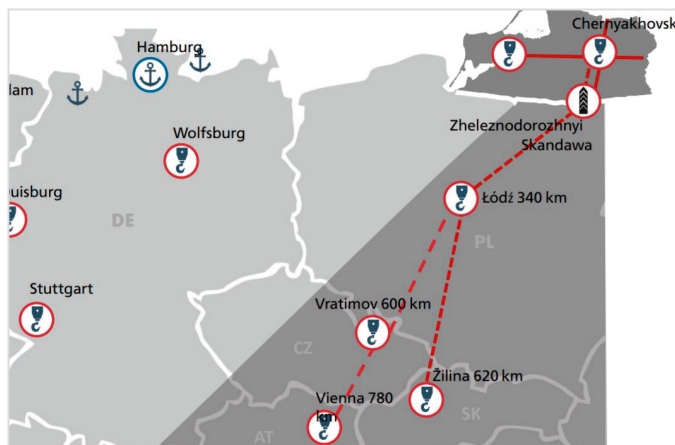 Chernyakhovsk
Hamburg
lam
Zheleznodorozhnyi
Skandawa
Wolfsburg
uisburg
DE
Łódź 340 km
PL
Stuttgart
Vratimov 600 km
CZ
Žilina 620 km
Vienna 780
km
SK
AT